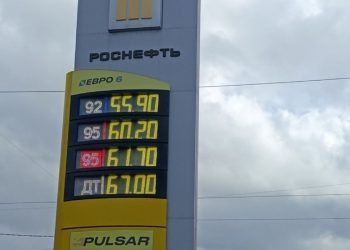 РОСНЕФТЬ
ЕВРО 6
92 55.90
95 60.20
95 61.70
ДТ 67.00
PULSAR